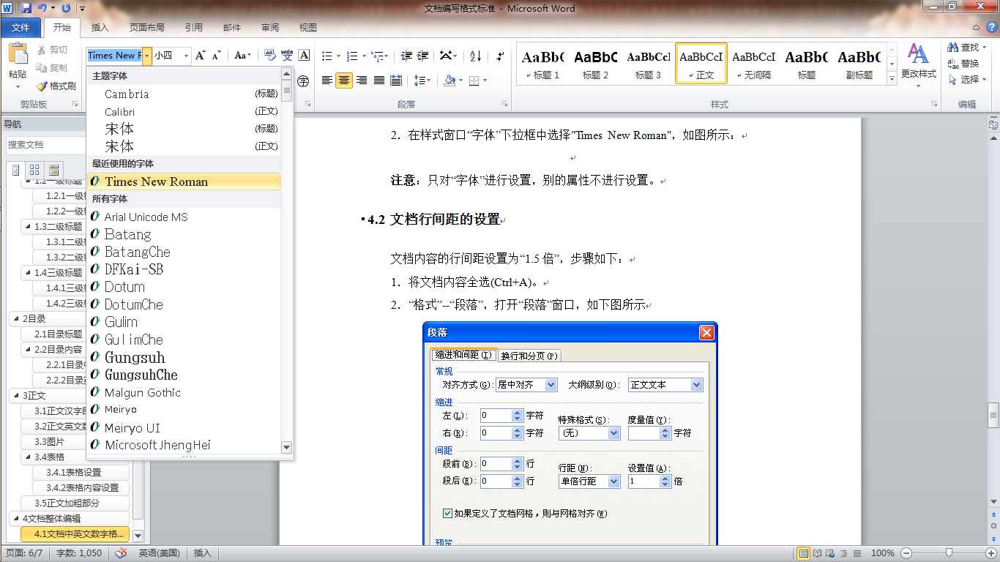 文档编写格式标准 - Microsoft Word
文件 开始 插入 页面布局 引用 邮件 审阅 视图
粘贴 剪切 复制 格式刷
Times New R 小四
AaBbC AaBbC AaBbCcI AaBbCcI AaBbCcI AaBbC AaBbC
标题 1 标题 2 标题 3 正文 无间隔 标题 副标题
更改样式
查找 替换 选择
剪贴板 段落 样式 编辑
导航
搜索文档
1.2一级标题
1.2.1一级
1.2.2一级
1.3二级标题
1.3.1二级
1.3.2二级
1.4三级标题
1.4.1三级
1.4.2三级
2目录
2.1目录标题
2.2目录内容
2.2.1目录
2.2.2目录
3正文
3.1正文汉字
3.2正文英文
3.3图片
3.4表格
3.4.1表格设置
3.4.2表格内容设置
3.5正文加粗部分
4文档整体编辑
4.1文档中英文数字格...
主题字体
Cambria (标题)
Calibri (正文)
宋体 (标题)
宋体 (正文)
最近使用的字体
Times New Roman
所有字体
Arial Unicode MS
Batang
BatangChe
DFKai-SB
Dotum
DotumChe
Gulim
GulimChe
Gungsuh
GungsuhChe
Malgun Gothic
Meiryo
Meiryo UI
Microsoft JhengHei
2. 在样式窗口“字体”下拉框中选择"Times New Roman"，如图所示：
注意：只对“字体”进行设置，别的属性不进行设置。
4.2 文档行间距的设置
文档内容的行间距设置为“1.5 倍”，步骤如下：
1. 将文档内容全选(Ctrl+A)。
2. “格式”--“段落”，打开“段落”窗口，如下图所示
段落
缩进和间距(I) 换行和分页(P)
常规
对齐方式(G): 居中对齐 大纲级别(O): 正文文本
缩进
左(L): 0 字符 特殊格式(S): 度量值(Y):
右(R): 0 字符 (无) 字符
间距
段前(B): 0 行 行距(N): 设置值(A):
段后(E): 0 行 单倍行距 1 倍
如果定义了文档网格，则与网格对齐(W)
预览
页面: 6/7 字数: 1,050 英语(美国) 插入 100%